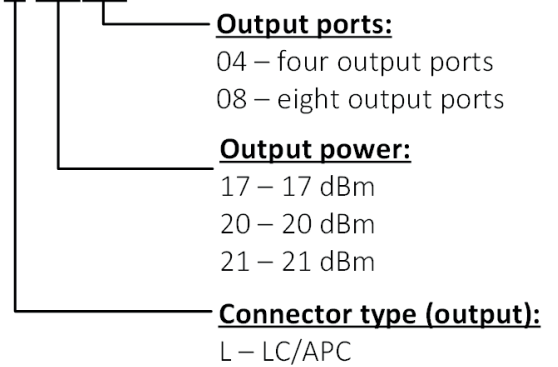 Output ports:
04 – four output ports
08 – eight output ports
Output power:
17 – 17 dBm
20 – 20 dBm
21 – 21 dBm
Connector type (output):
L – LC/APC